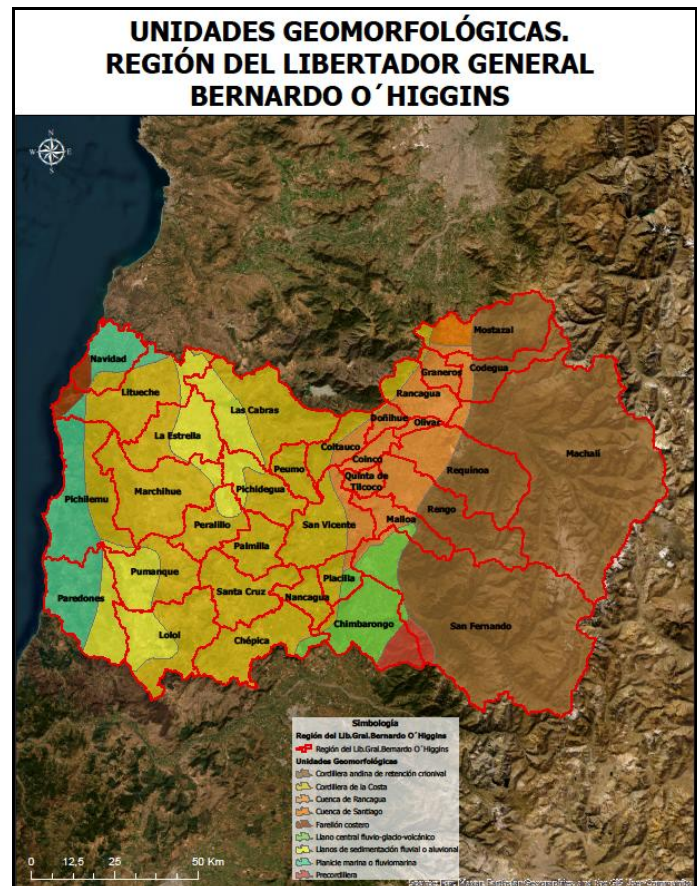 UNIDADES GEOMORFOLÓGICAS.
REGIÓN DEL LIBERTADOR GENERAL
BERNARDO O´HIGGINS
N
W E
S
Mostazal
Navidad
Codegua
Graneros
Litueche
Rancagua
Las Cabras
Doñihue
Olivar
La Estrella
Coltauco
Machalí
Coinco
Peumo
Requinoa
Quinta de
Tilcoco
Marchihue
Pichidegua
Pichilemu
Rengo
Malloa
Peralillo
San Vicente
Palmilla
Pumanque
Placilla
Paredones
Santa Cruz
Nancagua
Chimbarongo
San Fernando
Lolol
Chépica
Simbología
Región del Lib.Gral.Bernardo O´Higgins
Región del Lib.Gral.Bernardo O´Higgins
Unidades Geomorfológicas
Cordillera andina de retención crionival
Cordillera de la Costa
Cuenca de Rancagua
Cuenca de Santiago
Farellón costero
Llano central fluvio-glacio-volcánico
Llanos de sedimentación fluvial o aluvional
Planicie marina o fluviomarina
Precordillera
0 12,5 25 50 Km